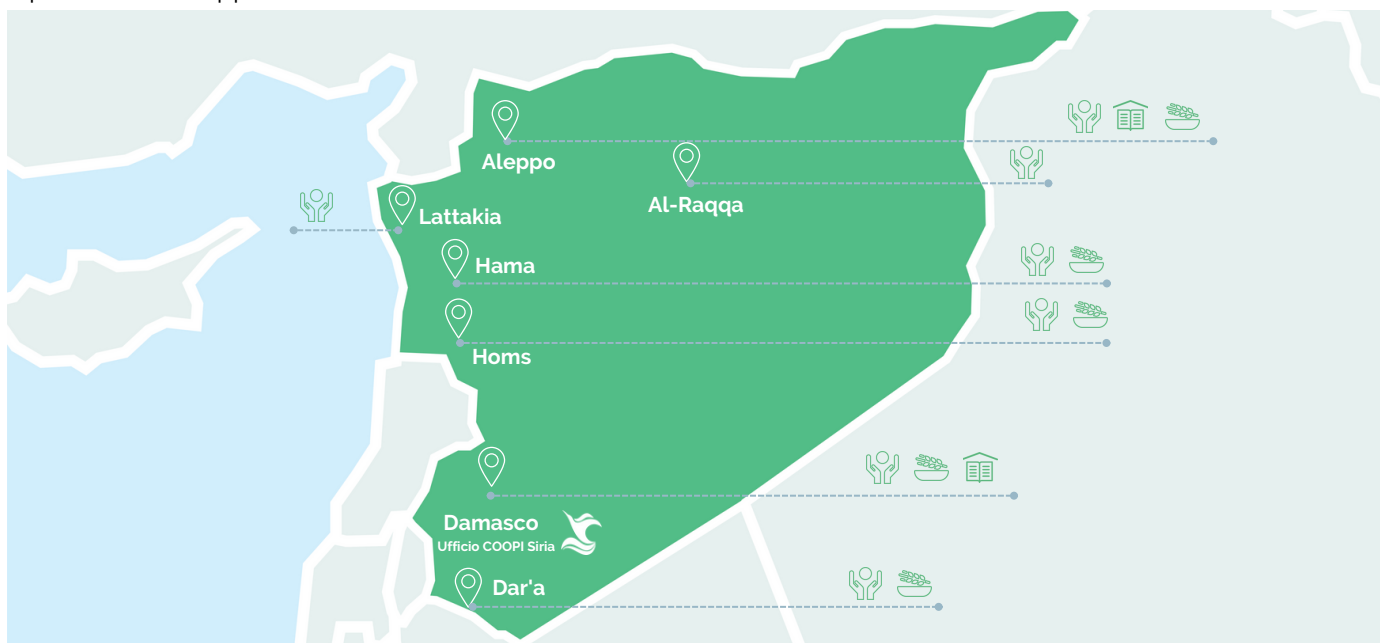 Aleppo
Al-Raqqa
Lattakia
Hama
Homs
Damasco
Ufficio COOPI Siria
Dar'a